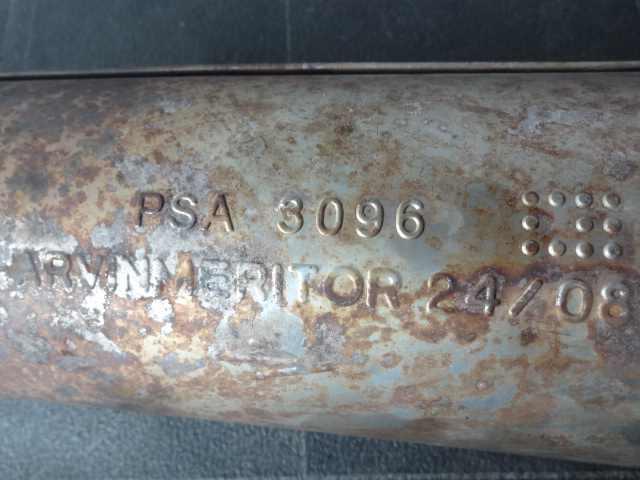 PSA 3096
ARVINMERITOR 24/08